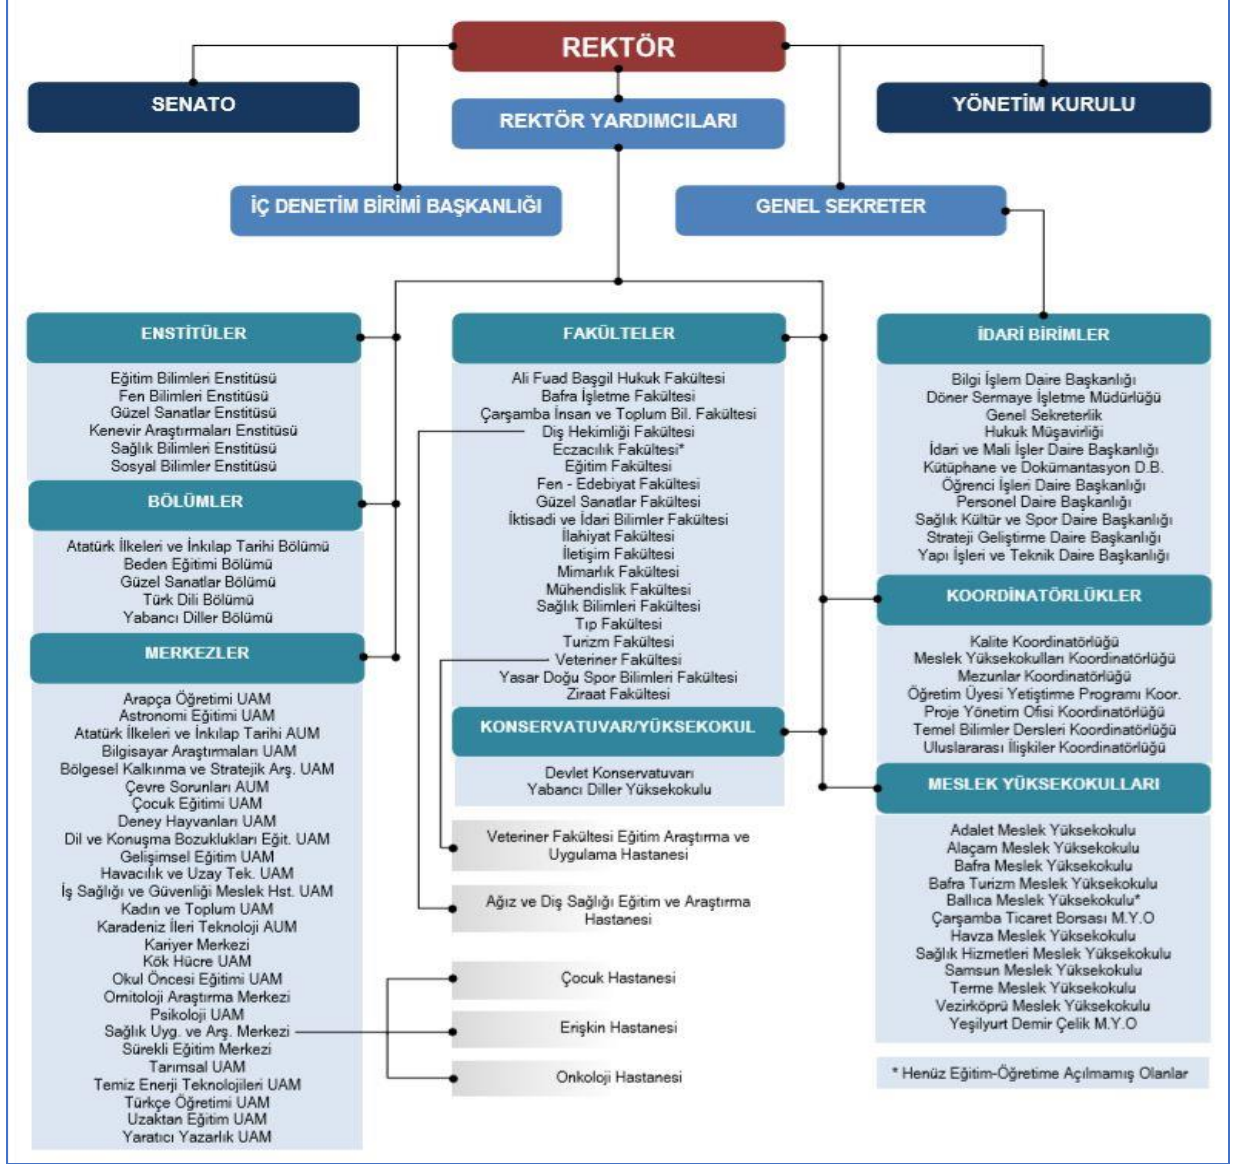 REKTÖR
SENATO
REKTÖR YARDIMCILARI
YÖNETİM KURULU
İÇ DENETİM BİRİMİ BAŞKANLIĞI
GENEL SEKRETER
ENSTİTÜLER
Eğitim Bilimleri Enstitüsü
Fen Bilimleri Enstitüsü
Güzel Sanatlar Enstitüsü
Kenevir Araştırmaları Enstitüsü
Sağlık Bilimleri Enstitüsü
Sosyal Bilimler Enstitüsü
BÖLÜMLER
Atatürk İlkeleri ve İnkılap Tarihi Bölümü
Beden Eğitimi Bölümü
Güzel Sanatlar Bölümü
Türk Dili Bölümü
Yabancı Diller Bölümü
MERKEZLER
Arapça Öğretimi UAM
Astronomi Eğitimi UAM
Atatürk İlkeleri ve İnkılap Tarihi AUM
Bilgisayar Araştırmaları UAM
Bölgesel Kalkınma ve Stratejik Arş. UAM
Çevre Sorunları AUM
Çocuk Eğitimi UAM
Deney Hayvanları UAM
Dil ve Konuşma Bozuklukları Eğit. UAM
Gelişimsel Eğitim UAM
Havacılık ve Uzay Tek. UAM
İş Sağlığı ve Güvenliği Meslek Hst. UAM
Kadın ve Toplum UAM
Karadeniz İleri Teknoloji AUM
Kariyer Merkezi
Kök Hücre UAM
Okul Öncesi Eğitimi UAM
Ornitoloji Araştırma Merkezi
Psikoloji UAM
Sağlık Uyg. ve Arş. Merkezi
Sürekli Eğitim Merkezi
Tarımsal UAM
Temiz Enerji Teknolojileri UAM
Türkçe Öğretimi UAM
Uzaktan Eğitim UAM
Yaratıcı Yazarlık UAM
FAKÜLTELER
Ali Fuad Başgil Hukuk Fakültesi
Bafra İşletme Fakültesi
Çarşamba İnsan ve Toplum Bil. Fakültesi
Diş Hekimliği Fakültesi
Eczacılık Fakültesi*
Eğitim Fakültesi
Fen - Edebiyat Fakültesi
Güzel Sanatlar Fakültesi
İktisadi ve İdari Bilimler Fakültesi
İlahiyat Fakültesi
İletişim Fakültesi
Mimarlık Fakültesi
Mühendislik Fakültesi
Sağlık Bilimleri Fakültesi
Tıp Fakültesi
Turizm Fakültesi
Veteriner Fakültesi
Yasar Doğu Spor Bilimleri Fakültesi
Ziraat Fakültesi
KONSERVATUVAR/YÜKSEKOKUL
Devlet Konservatuvarı
Yabancı Diller Yüksekokulu
Veteriner Fakültesi Eğitim Araştırma ve
Uygulama Hastanesi
Ağız ve Diş Sağlığı Eğitim ve Araştırma
Hastanesi
Çocuk Hastanesi
Erişkin Hastanesi
Onkoloji Hastanesi
İDARİ BİRİMLER
Bilgi İşlem Daire Başkanlığı
Döner Sermaye İşletme Müdürlüğü
Genel Sekreterlik
Hukuk Müşavirliği
İdari ve Mali İşler Daire Başkanlığı
Kütüphane ve Dokümantasyon D.B.
Öğrenci İşleri Daire Başkanlığı
Personel Daire Başkanlığı
Sağlık Kültür ve Spor Daire Başkanlığı
Strateji Geliştirme Daire Başkanlığı
Yapı İşleri ve Teknik Daire Başkanlığı
KOORDİNATÖRLÜKLER
Kalite Koordinatörlüğü
Meslek Yüksekokulları Koordinatörlüğü
Mezunlar Koordinatörlüğü
Öğretim Üyesi Yetiştirme Programı Koor.
Proje Yönetim Ofisi Koordinatörlüğü
Temel Bilimler Dersleri Koordinatörlüğü
Uluslararası İlişkiler Koordinatörlüğü
MESLEK YÜKSEKOKULLARI
Adalet Meslek Yüksekokulu
Alaçam Meslek Yüksekokulu
Bafra Meslek Yüksekokulu
Bafra Turizm Meslek Yüksekokulu
Ballıca Meslek Yüksekokulu*
Çarşamba Ticaret Borsası M.Y.O
Havza Meslek Yüksekokulu
Sağlık Hizmetleri Meslek Yüksekokulu
Samsun Meslek Yüksekokulu
Terme Meslek Yüksekokulu
Vezirköprü Meslek Yüksekokulu
Yeşilyurt Demir Çelik M.Y.O
* Henüz Eğitim-Öğretime Açılmamış Olanlar